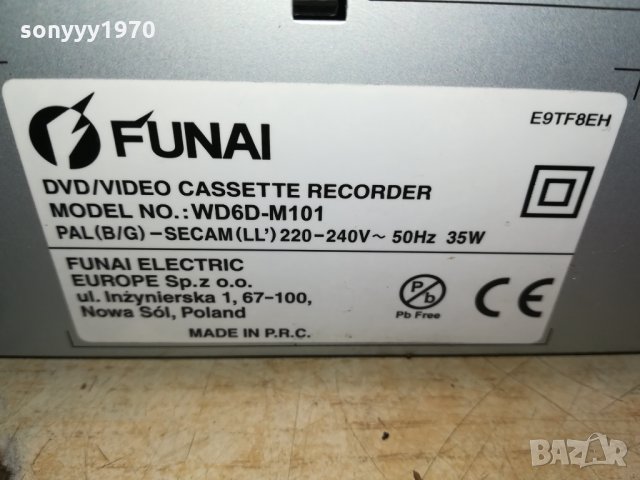 sonyyy1970
FUNAI
E9TF8EH
DVD/VIDEO CASSETTE RECORDER
MODEL NO.:WD6D-M101
PAL(B/G)-SECAM(LL')220-240V~ 50Hz 35W
FUNAI ELECTRIC
EUROPE Sp.z o.o.
ul. Inżynierska 1, 67-100,
Nowa Sól, Poland
Pb
Pb Free
CE
MADE IN P.R.C.
BAZAR